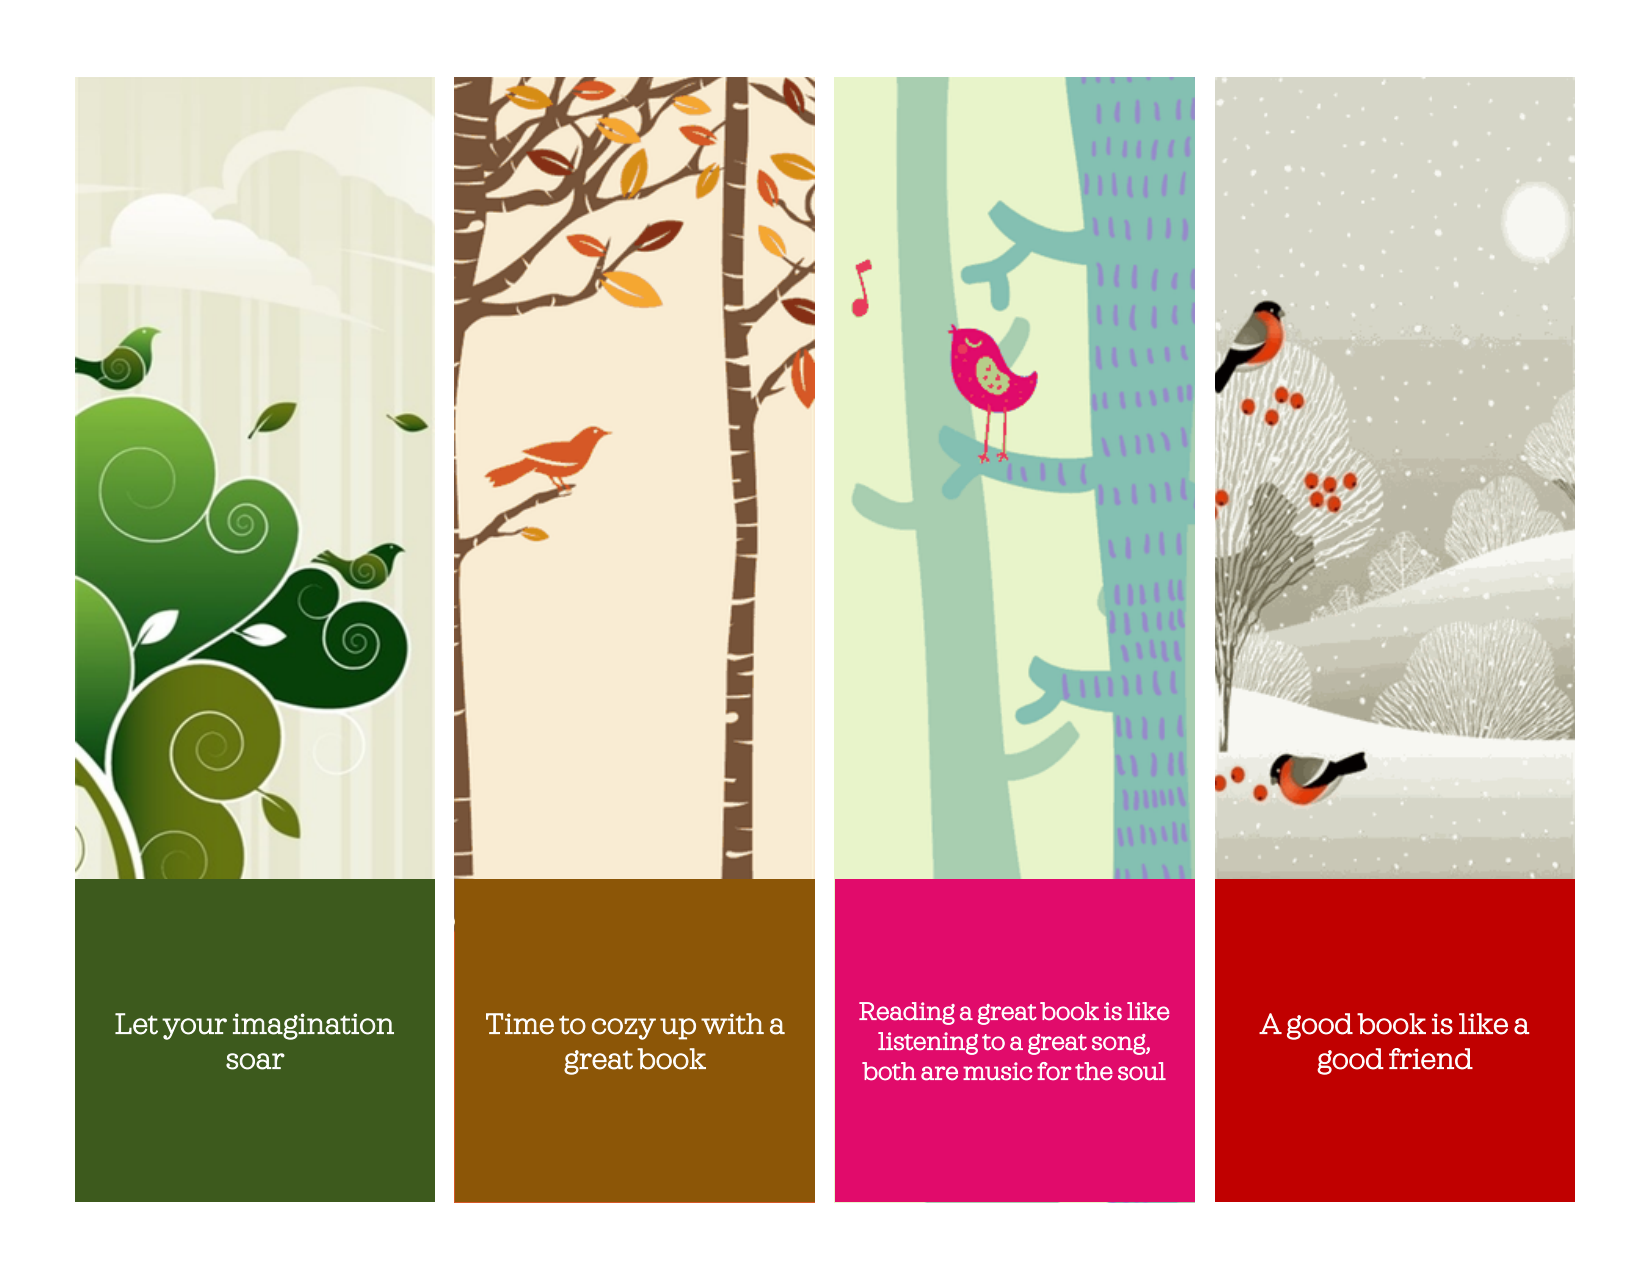 Let your imagination
soar
Time to cozy up with a
great book
Reading a great book is like
listening to a great song,
both are music for the soul
A good book is like a
good friend